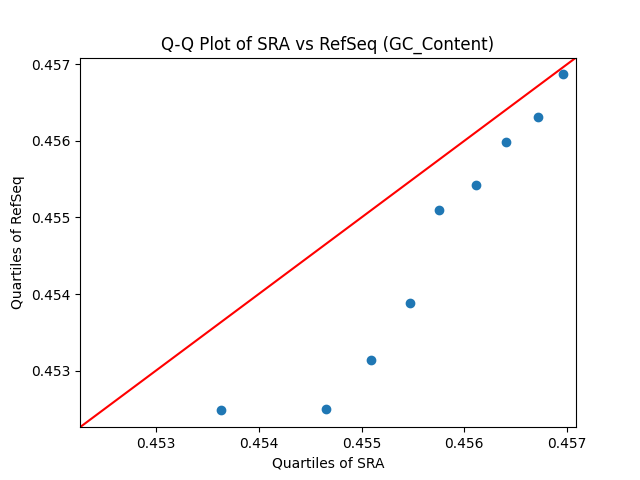 Q-Q Plot of SRA vs RefSeq (GC_Content)
0.457
0.456
0.455
0.454
0.453
Quartiles of RefSeq
0.453 0.454 0.455 0.456 0.457
Quartiles of SRA